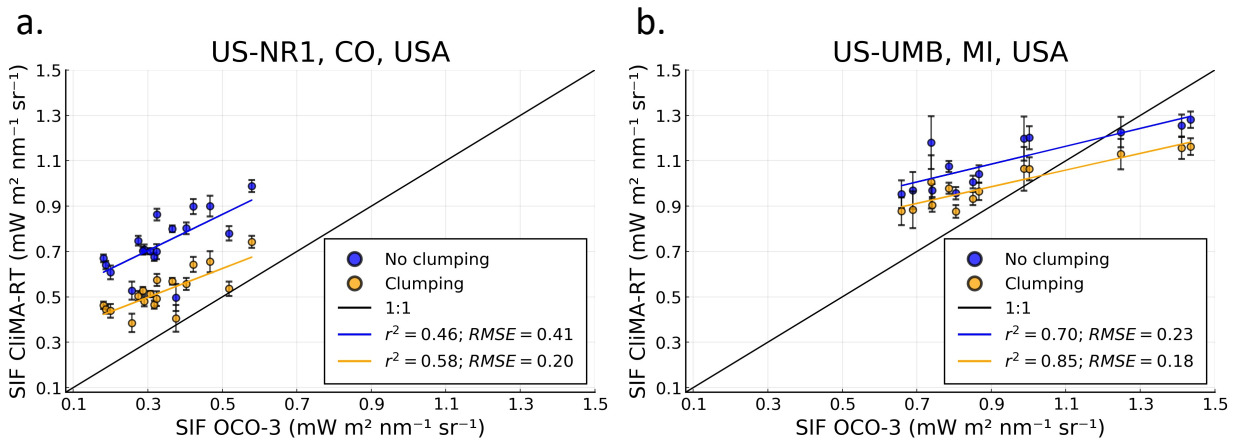 a.
US-NR1, CO, USA
SIF CliMA-RT (mW m² nm⁻¹ sr⁻¹)
1.5
1.3
1.1
0.9
0.7
0.5
0.3
0.1
No clumping
Clumping
1:1
r² = 0.46; RMSE = 0.41
r² = 0.58; RMSE = 0.20
0.1 0.3 0.5 0.7 0.9 1.1 1.3 1.5
SIF OCO-3 (mW m² nm⁻¹ sr⁻¹)
b.
US-UMB, MI, USA
SIF CliMA-RT (mW m² nm⁻¹ sr⁻¹)
1.5
1.3
1.1
0.9
0.7
0.5
0.3
0.1
No clumping
Clumping
1:1
r² = 0.70; RMSE = 0.23
r² = 0.85; RMSE = 0.18
0.1 0.3 0.5 0.7 0.9 1.1 1.3 1.5
SIF OCO-3 (mW m² nm⁻¹ sr⁻¹)